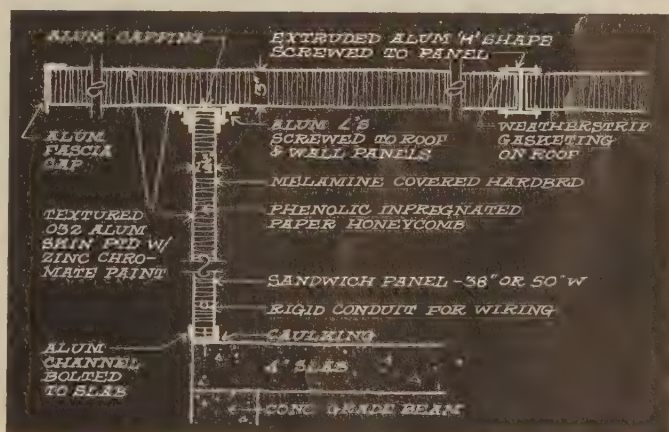 ALUM CAPPING
EXTRUDED ALUM 'H' SHAPE
SCREWED TO PANEL
3"
ALUM
FASCIA
CAP
ALUM ∠'S
SCREWED TO ROOF
& WALL PANELS
WEATHERSTRIP
GASKETING
ON ROOF
MELAMINE COVERED HARDBRD
TEXTURED
.032 ALUM
SKIN PTD W/
ZINC CHRO-
MATE PAINT
PHENOLIC INPREGNATED
PAPER HONEYCOMB
SANDWICH PANEL - 38" OR 50" W
RIGID CONDUIT FOR WIRING
CAULKING
ALUM
CHANNEL
BOLTED
TO SLAB
4" SLAB
CONC GRADE BEAM